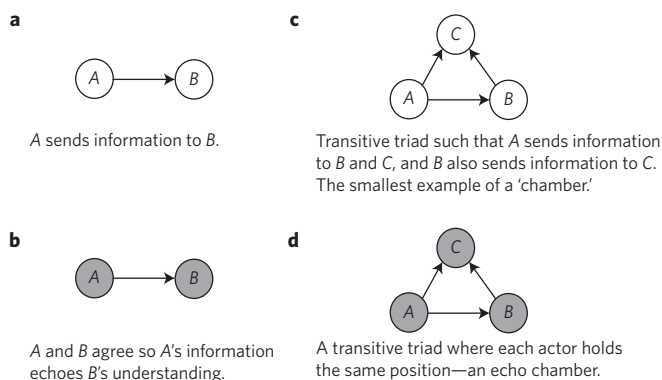 a
A
B
A sends information to B.
c
C
A
B
Transitive triad such that A sends information
to B and C, and B also sends information to C.
The smallest example of a ‘chamber.’
b
A
B
A and B agree so A’s information
echoes B’s understanding.
d
C
A
B
A transitive triad where each actor holds
the same position—an echo chamber.